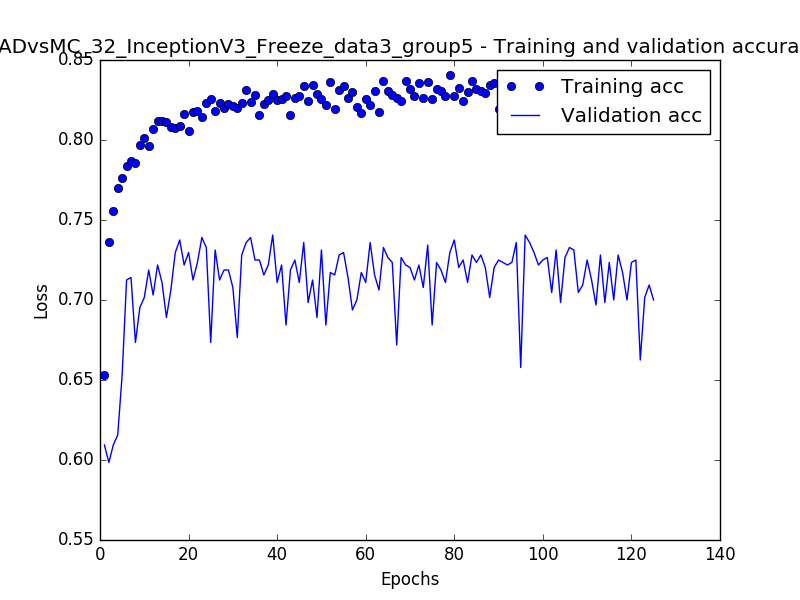 ADvsMC_32_InceptionV3_Freeze_data3_group5 - Training and validation accura
0.85
0.80
0.75
0.70
0.65
0.60
0.55
Loss
Training acc
Validation acc
0 20 40 60 80 100 120 140
Epochs